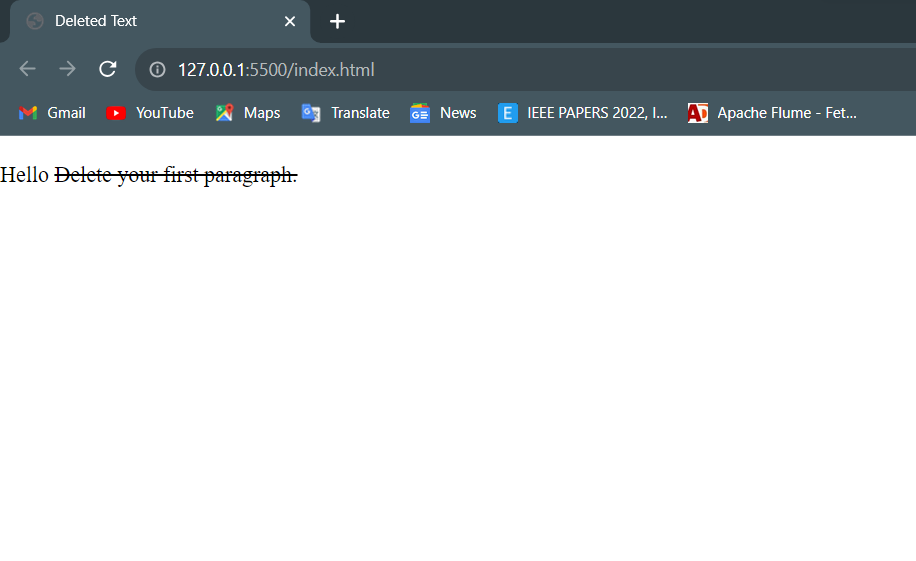 Deleted Text
127.0.0.1:5500/index.html
Gmail YouTube Maps Translate News IEEE PAPERS 2022, I... Apache Flume - Fet...
Hello Delete your first paragraph.